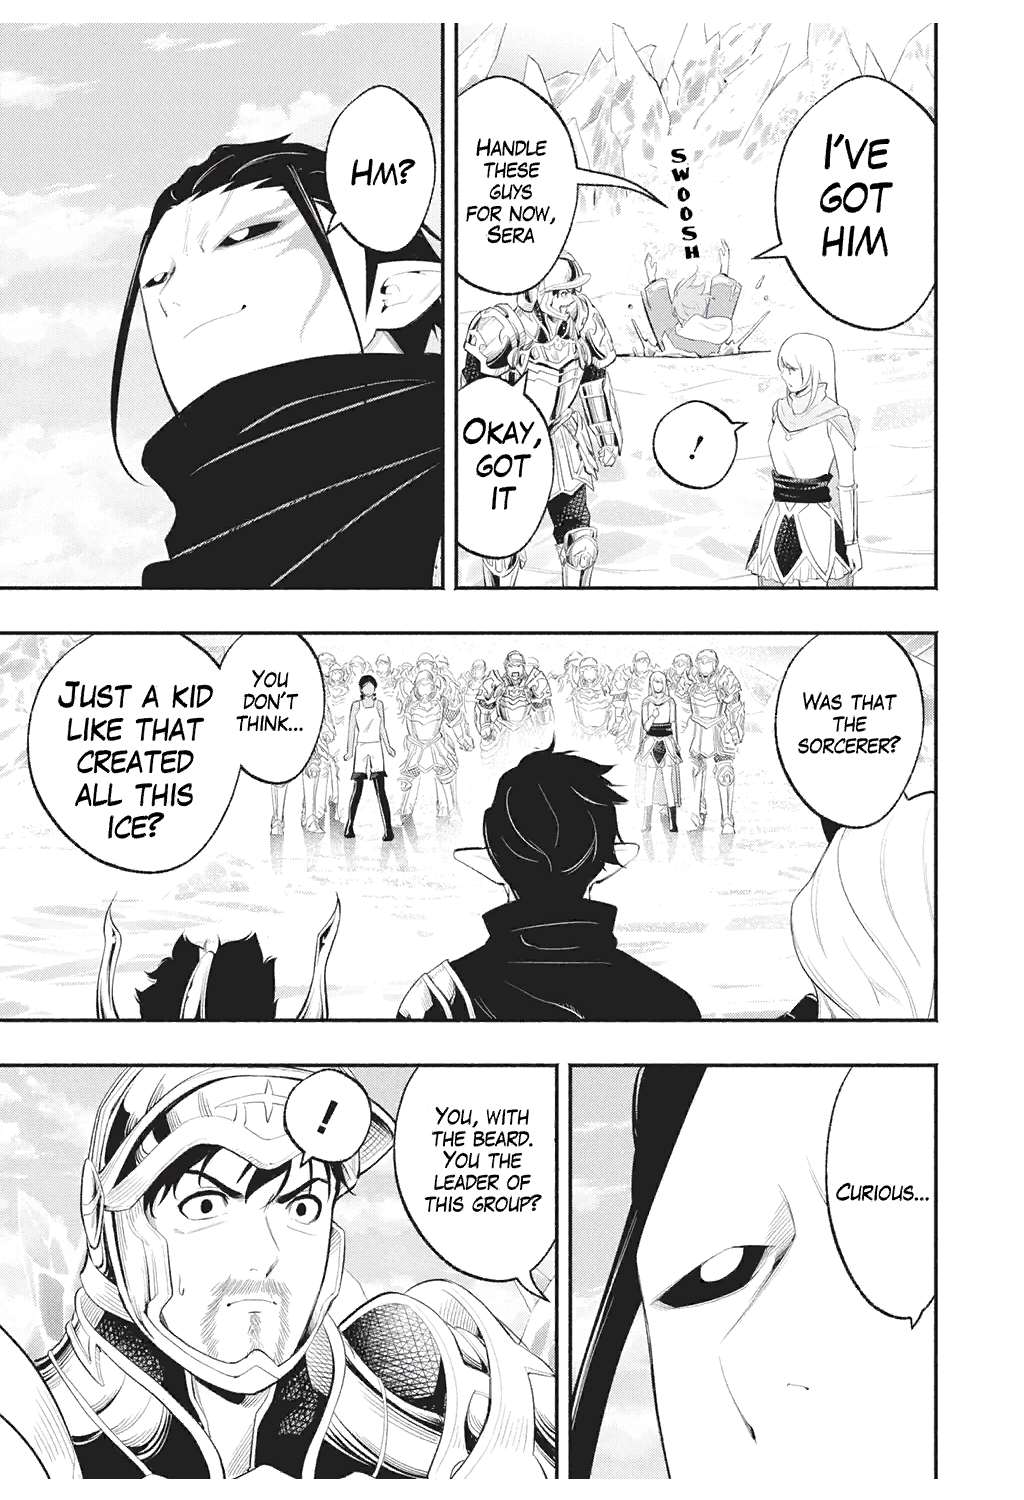 I'VE
GOT
HIM
SWOOSH
HANDLE
THESE
GUYS
FOR NOW,
SERA
!
OKAY,
GOT
IT
HM?
WAS THAT
THE
SORCERER?
YOU
DON'T
THINK...
JUST A KID
LIKE THAT
CREATED
ALL THIS
ICE?
CURIOUS...
YOU, WITH
THE BEARD.
YOU THE
LEADER OF
THIS GROUP?
!